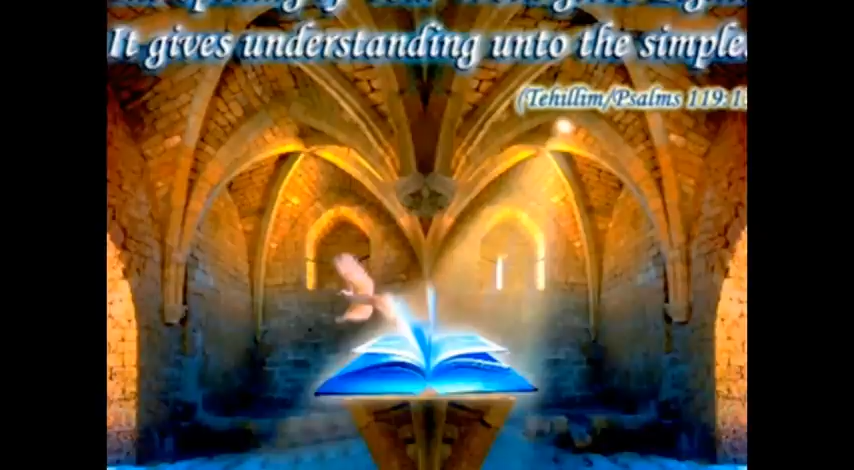 It gives understanding unto the simple.
(Tehillim/Psalms 119:1